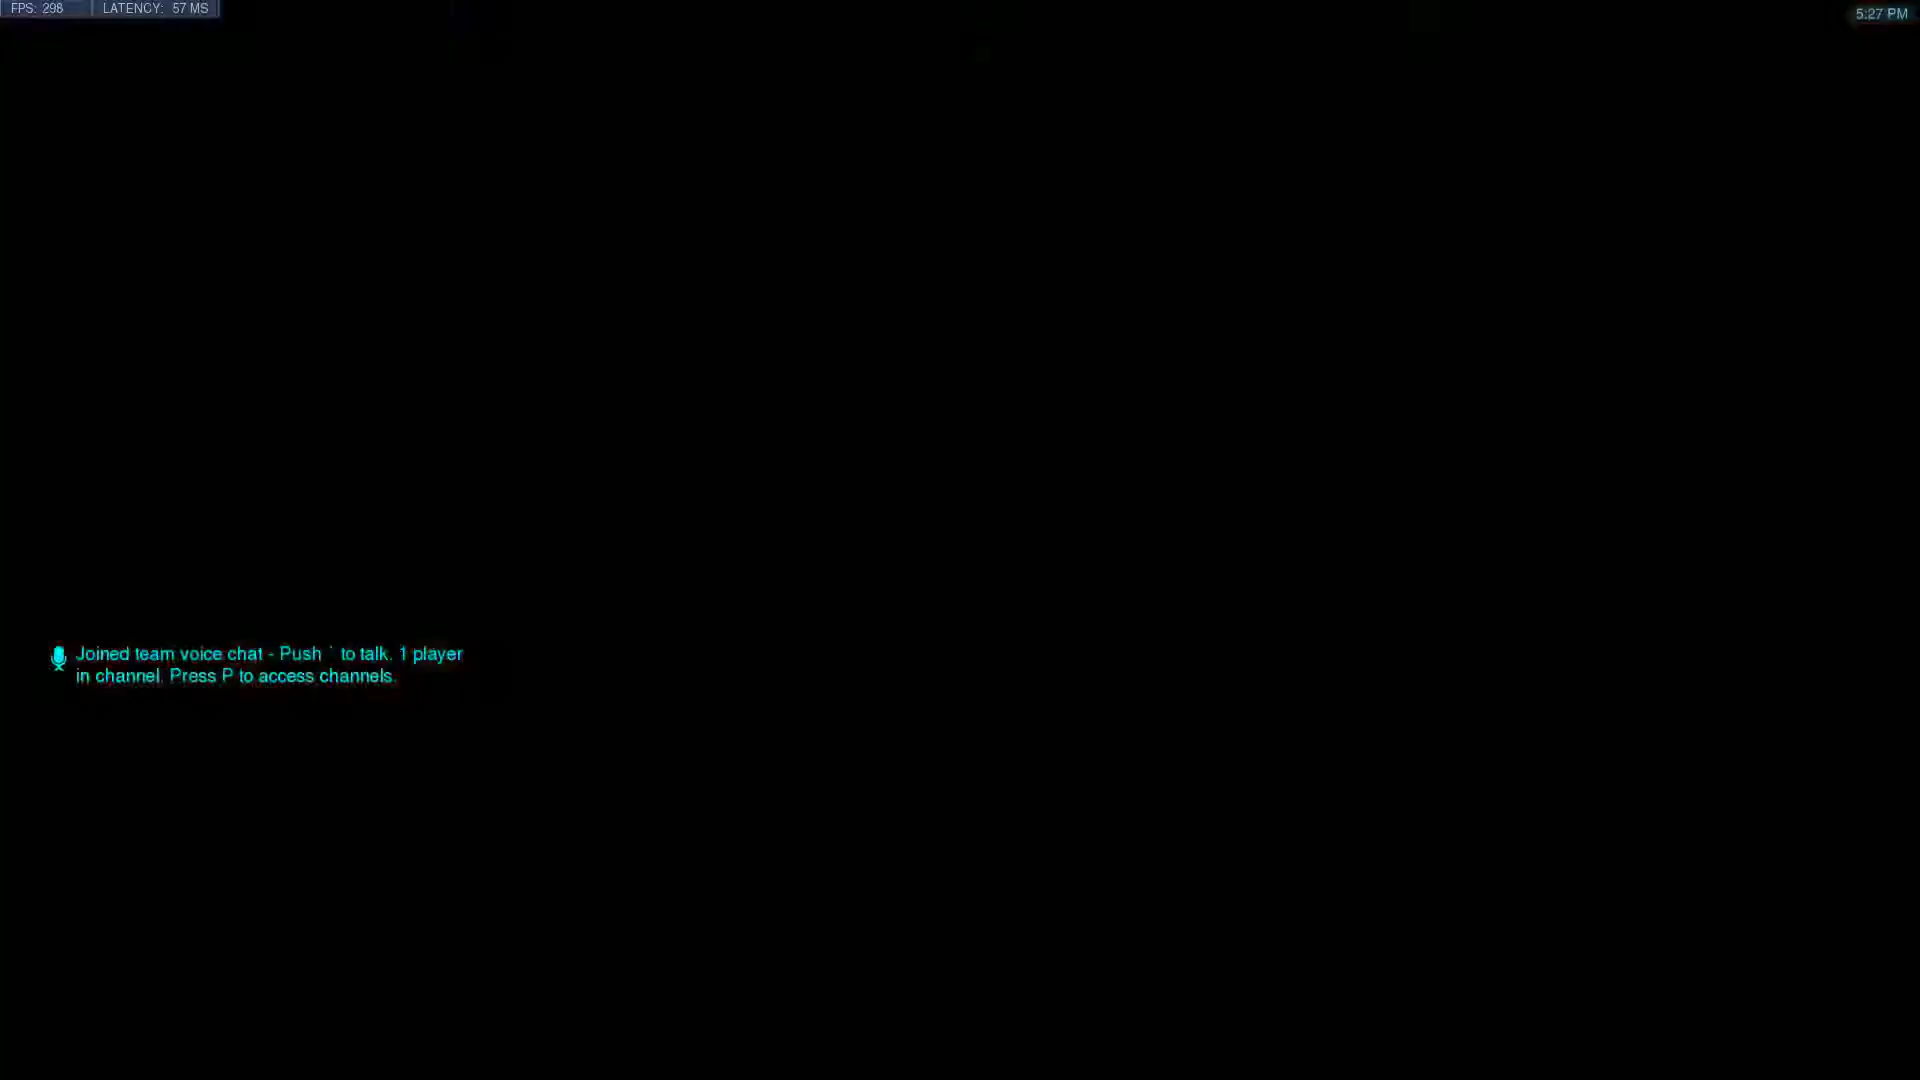 FPS: 298 LATENCY: 57 MS
5:27 PM
Joined team voice chat - Push ` to talk. 1 player
in channel. Press P to access channels.